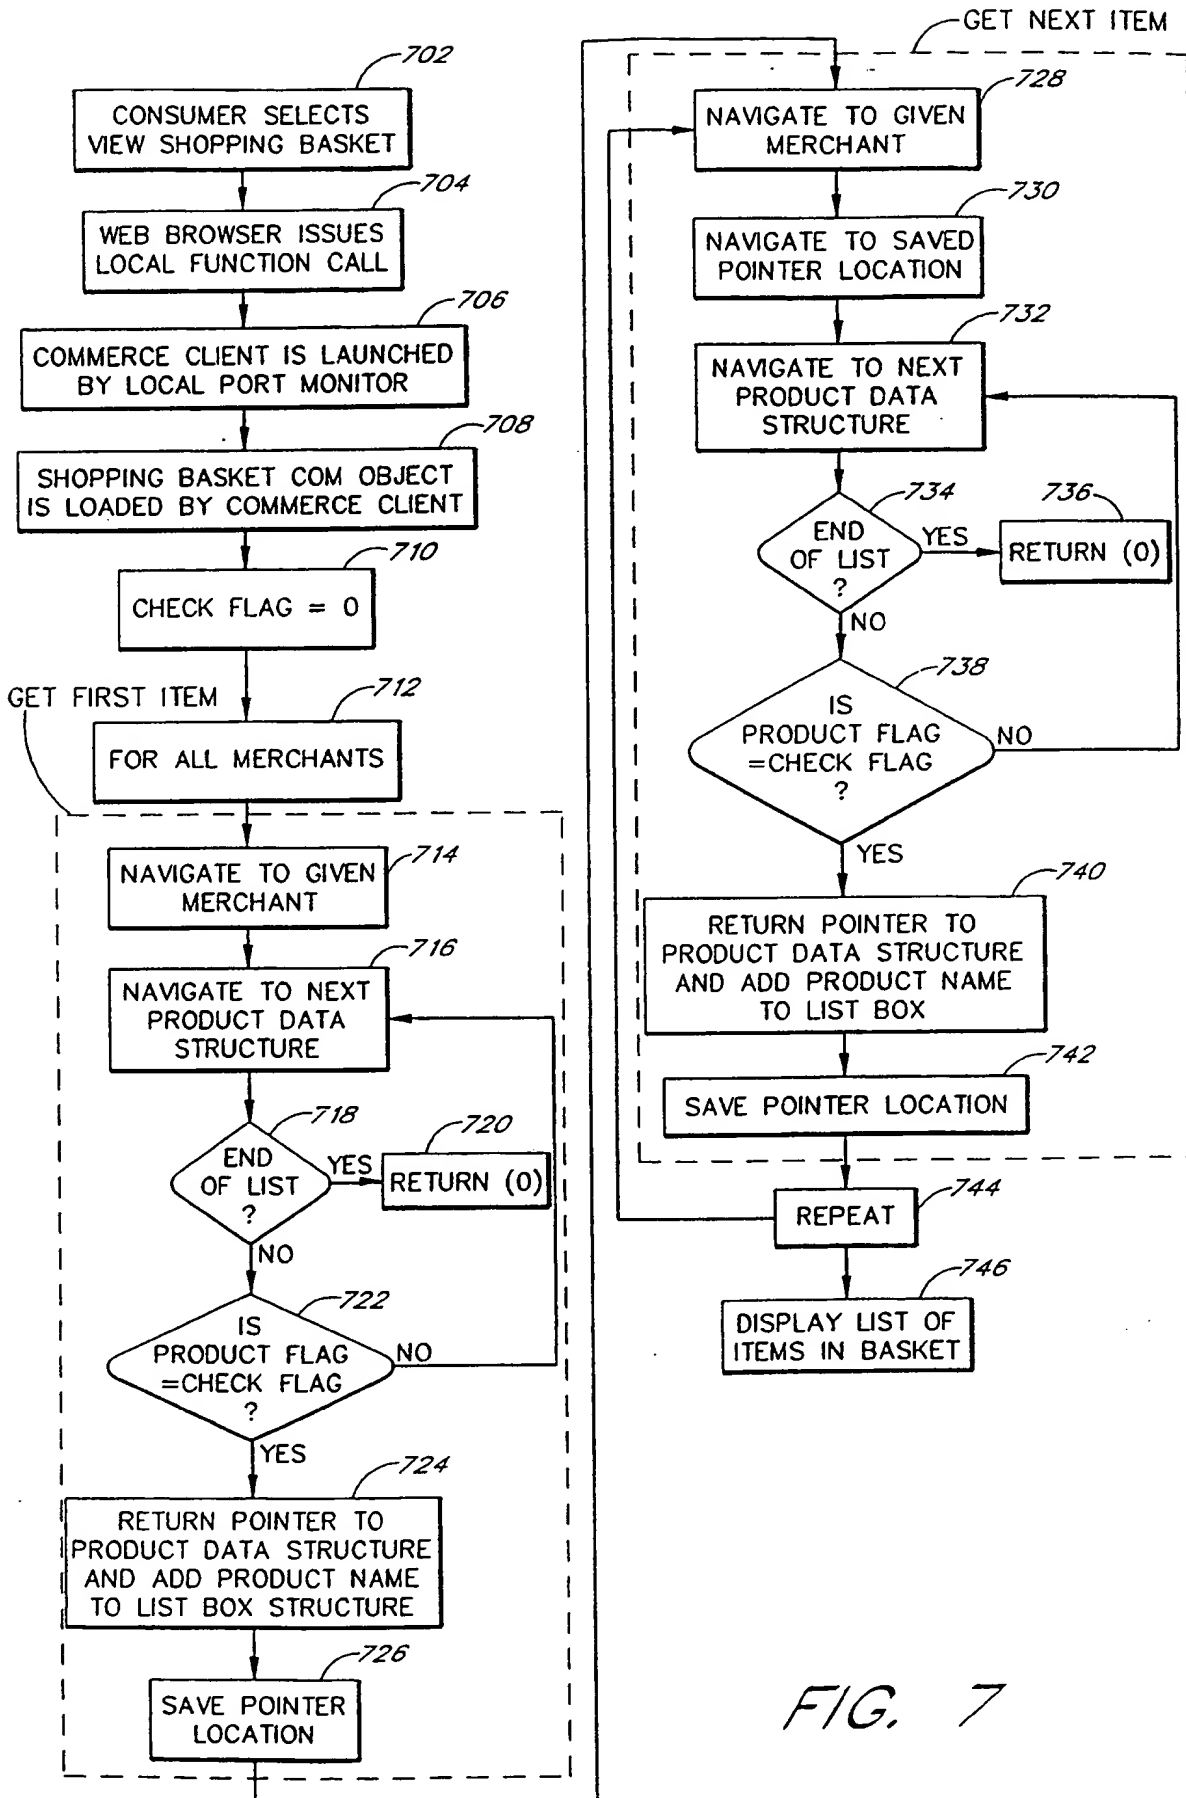 702
CONSUMER SELECTS
VIEW SHOPPING BASKET
704
WEB BROWSER ISSUES
LOCAL FUNCTION CALL
706
COMMERCE CLIENT IS LAUNCHED
BY LOCAL PORT MONITOR
708
SHOPPING BASKET COM OBJECT
IS LOADED BY COMMERCE CLIENT
710
CHECK FLAG = 0
GET FIRST ITEM
712
FOR ALL MERCHANTS
714
NAVIGATE TO GIVEN
MERCHANT
716
NAVIGATE TO NEXT
PRODUCT DATA
STRUCTURE
718
END
OF LIST
?
YES
720
RETURN (0)
NO
722
IS
PRODUCT FLAG
=CHECK FLAG
?
NO
YES
724
RETURN POINTER TO
PRODUCT DATA STRUCTURE
AND ADD PRODUCT NAME
TO LIST BOX STRUCTURE
726
SAVE POINTER
LOCATION
GET NEXT ITEM
728
NAVIGATE TO GIVEN
MERCHANT
730
NAVIGATE TO SAVED
POINTER LOCATION
732
NAVIGATE TO NEXT
PRODUCT DATA
STRUCTURE
734
END
OF LIST
?
YES
736
RETURN (0)
NO
738
IS
PRODUCT FLAG
=CHECK FLAG
?
NO
YES
740
RETURN POINTER TO
PRODUCT DATA STRUCTURE
AND ADD PRODUCT NAME
TO LIST BOX
742
SAVE POINTER LOCATION
744
REPEAT
746
DISPLAY LIST OF
ITEMS IN BASKET
FIG. 7